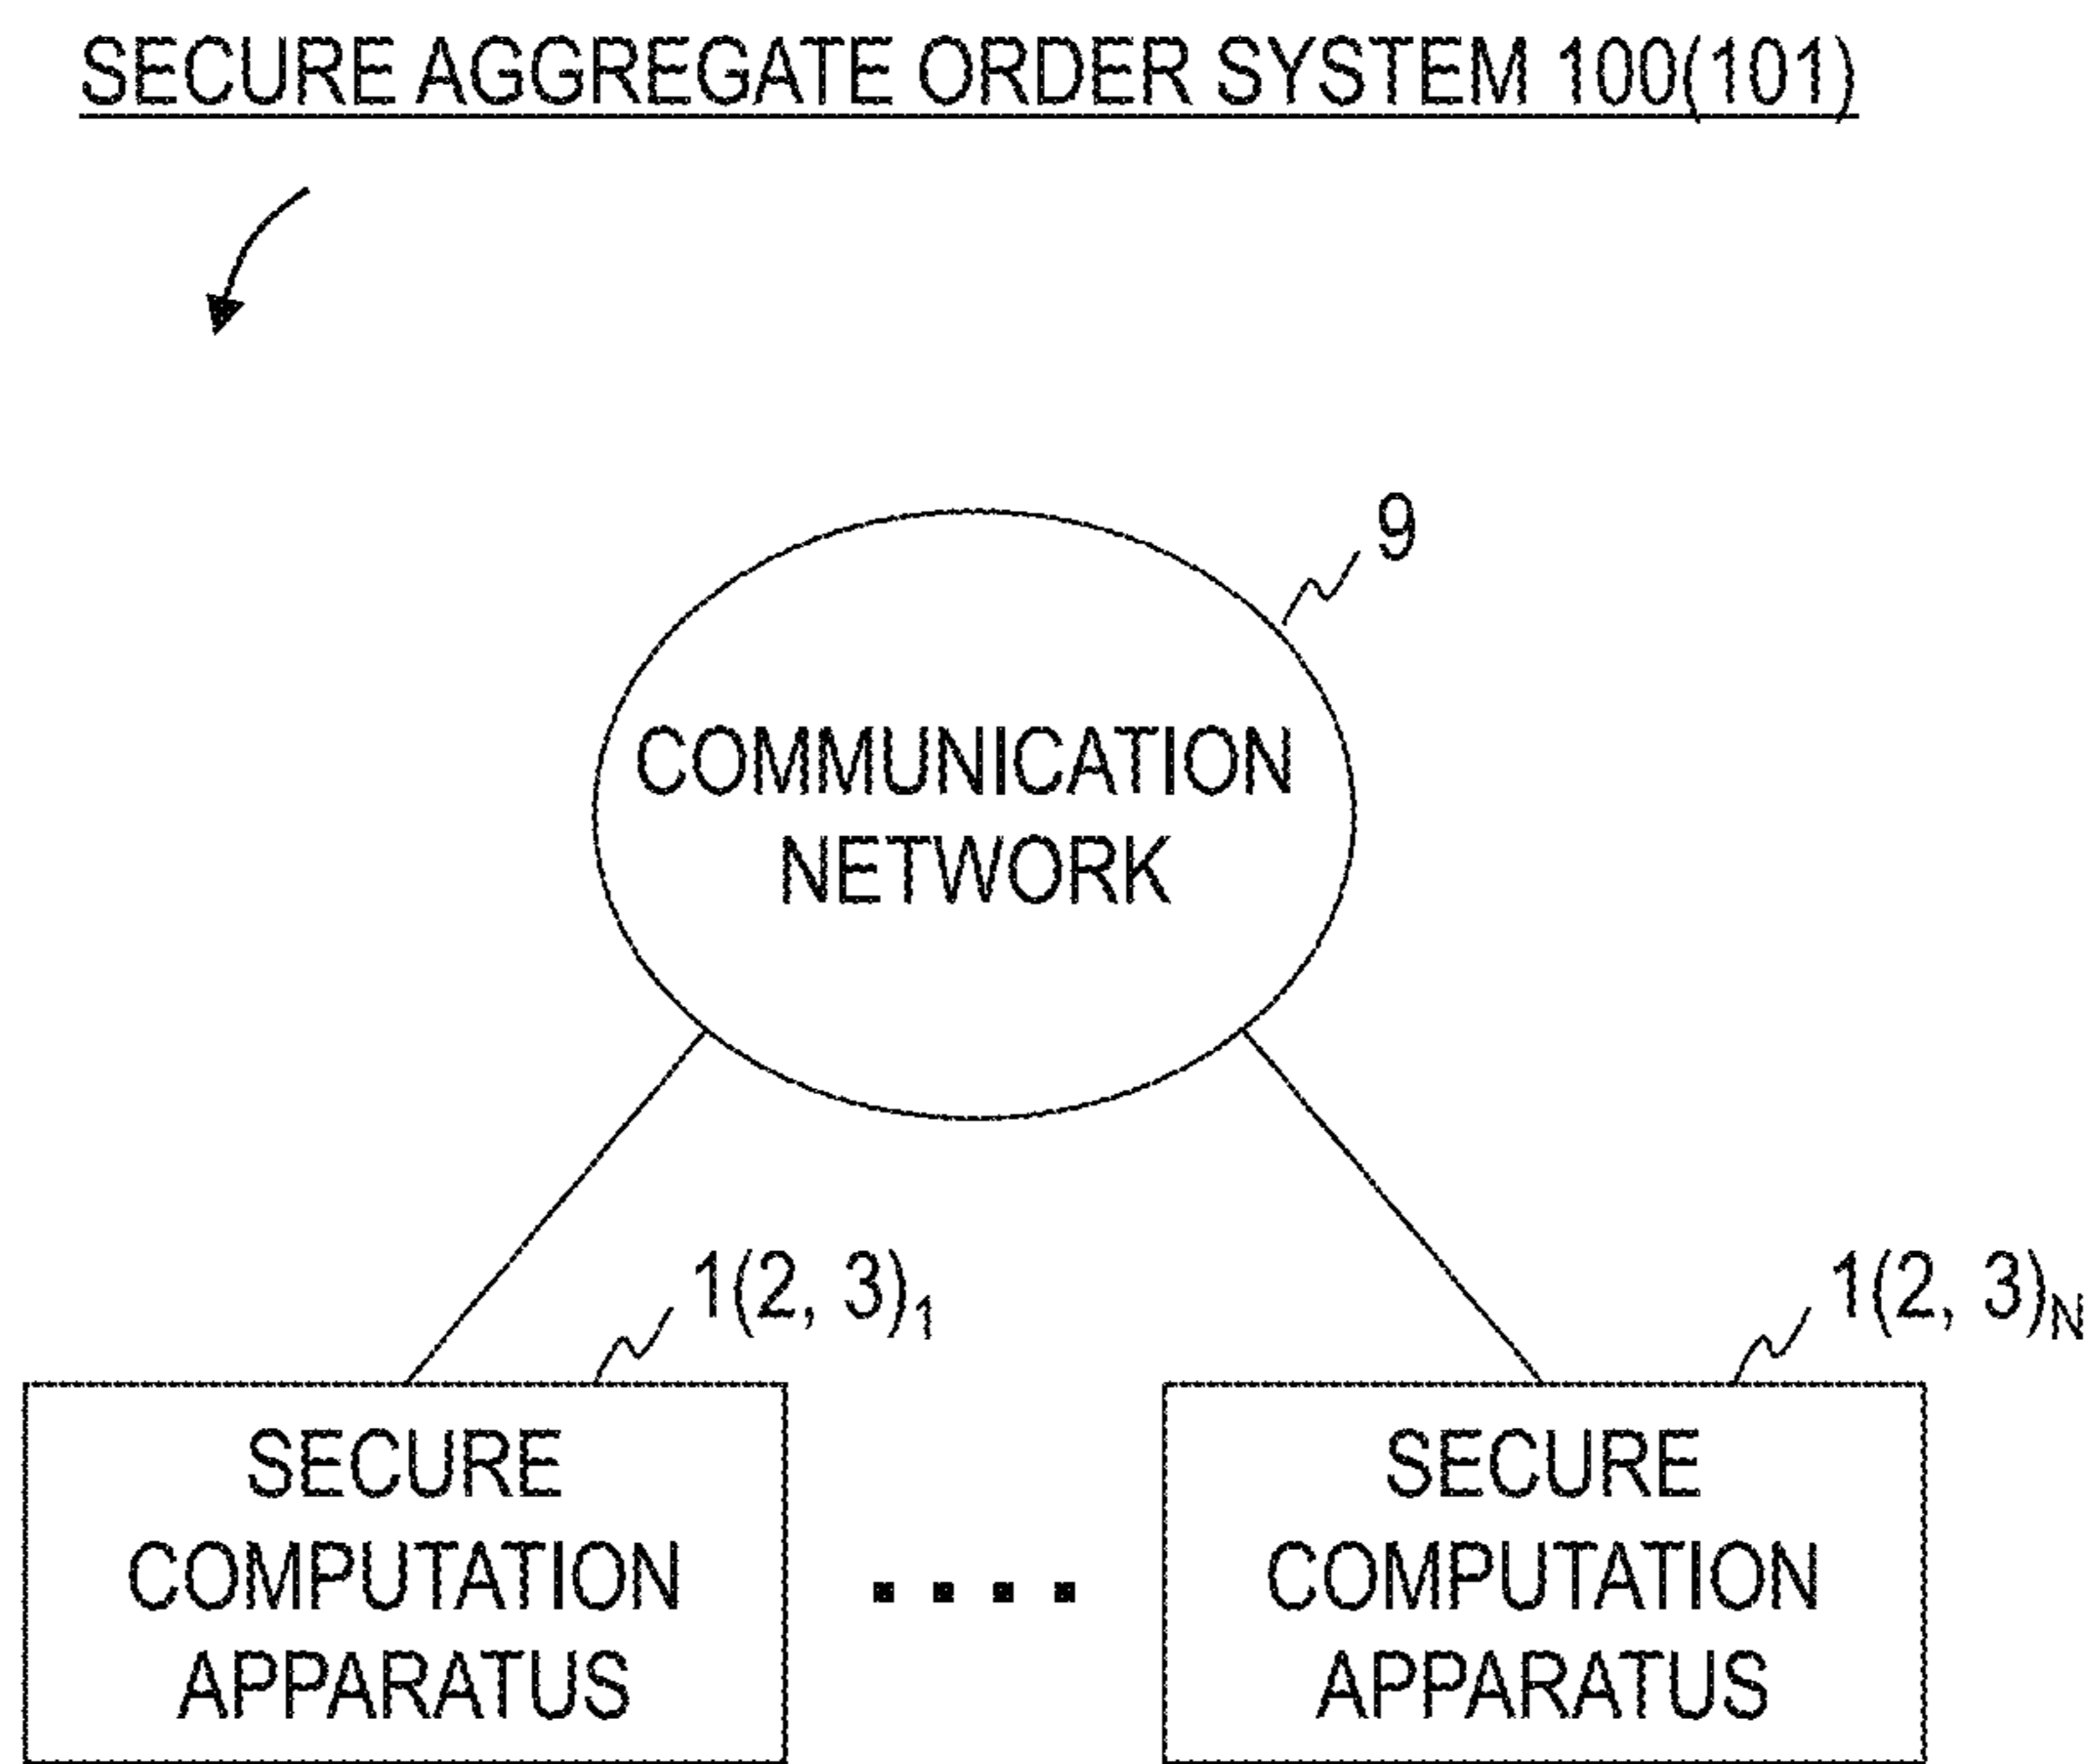 SECURE AGGREGATE ORDER SYSTEM 100(101)
9
COMMUNICATION
NETWORK
1(2, 3)₁
1(2, 3)N
SECURE
COMPUTATION
APPARATUS
....
SECURE
COMPUTATION
APPARATUS